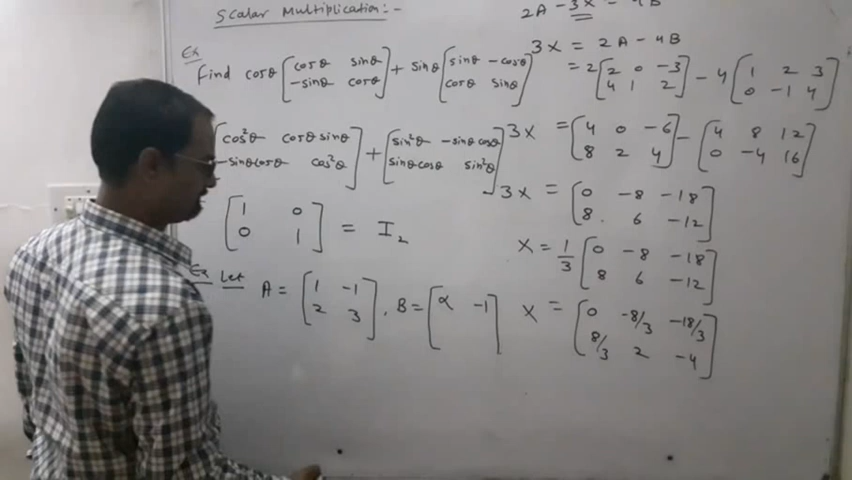 Scalar Multiplication:-
Ex
Find cosθ [cosθ sinθ
-sinθ cosθ] + sinθ [sinθ -cosθ
cosθ sinθ]
[cos²θ cosθ sinθ
-sinθcosθ cos²θ] + [sin²θ -sinθ cosθ
sinθcosθ sin²θ]
[1 0
0 1] = I₂
Ex Let A = [1 -1
2 3], B = [α -1
]
2A - 3X = 4B
3X = 2A - 4B
= 2 [2 0 -3
4 1 2] - 4 [1 2 3
0 -1 4]
3X = [4 0 -6
8 2 4] - [4 8 12
0 -4 16]
3X = [0 -8 -18
8 6 -12]
X = 1/3 [0 -8 -18
8 6 -12]
X = [0 -8/3 -18/3
8/3 2 -4]